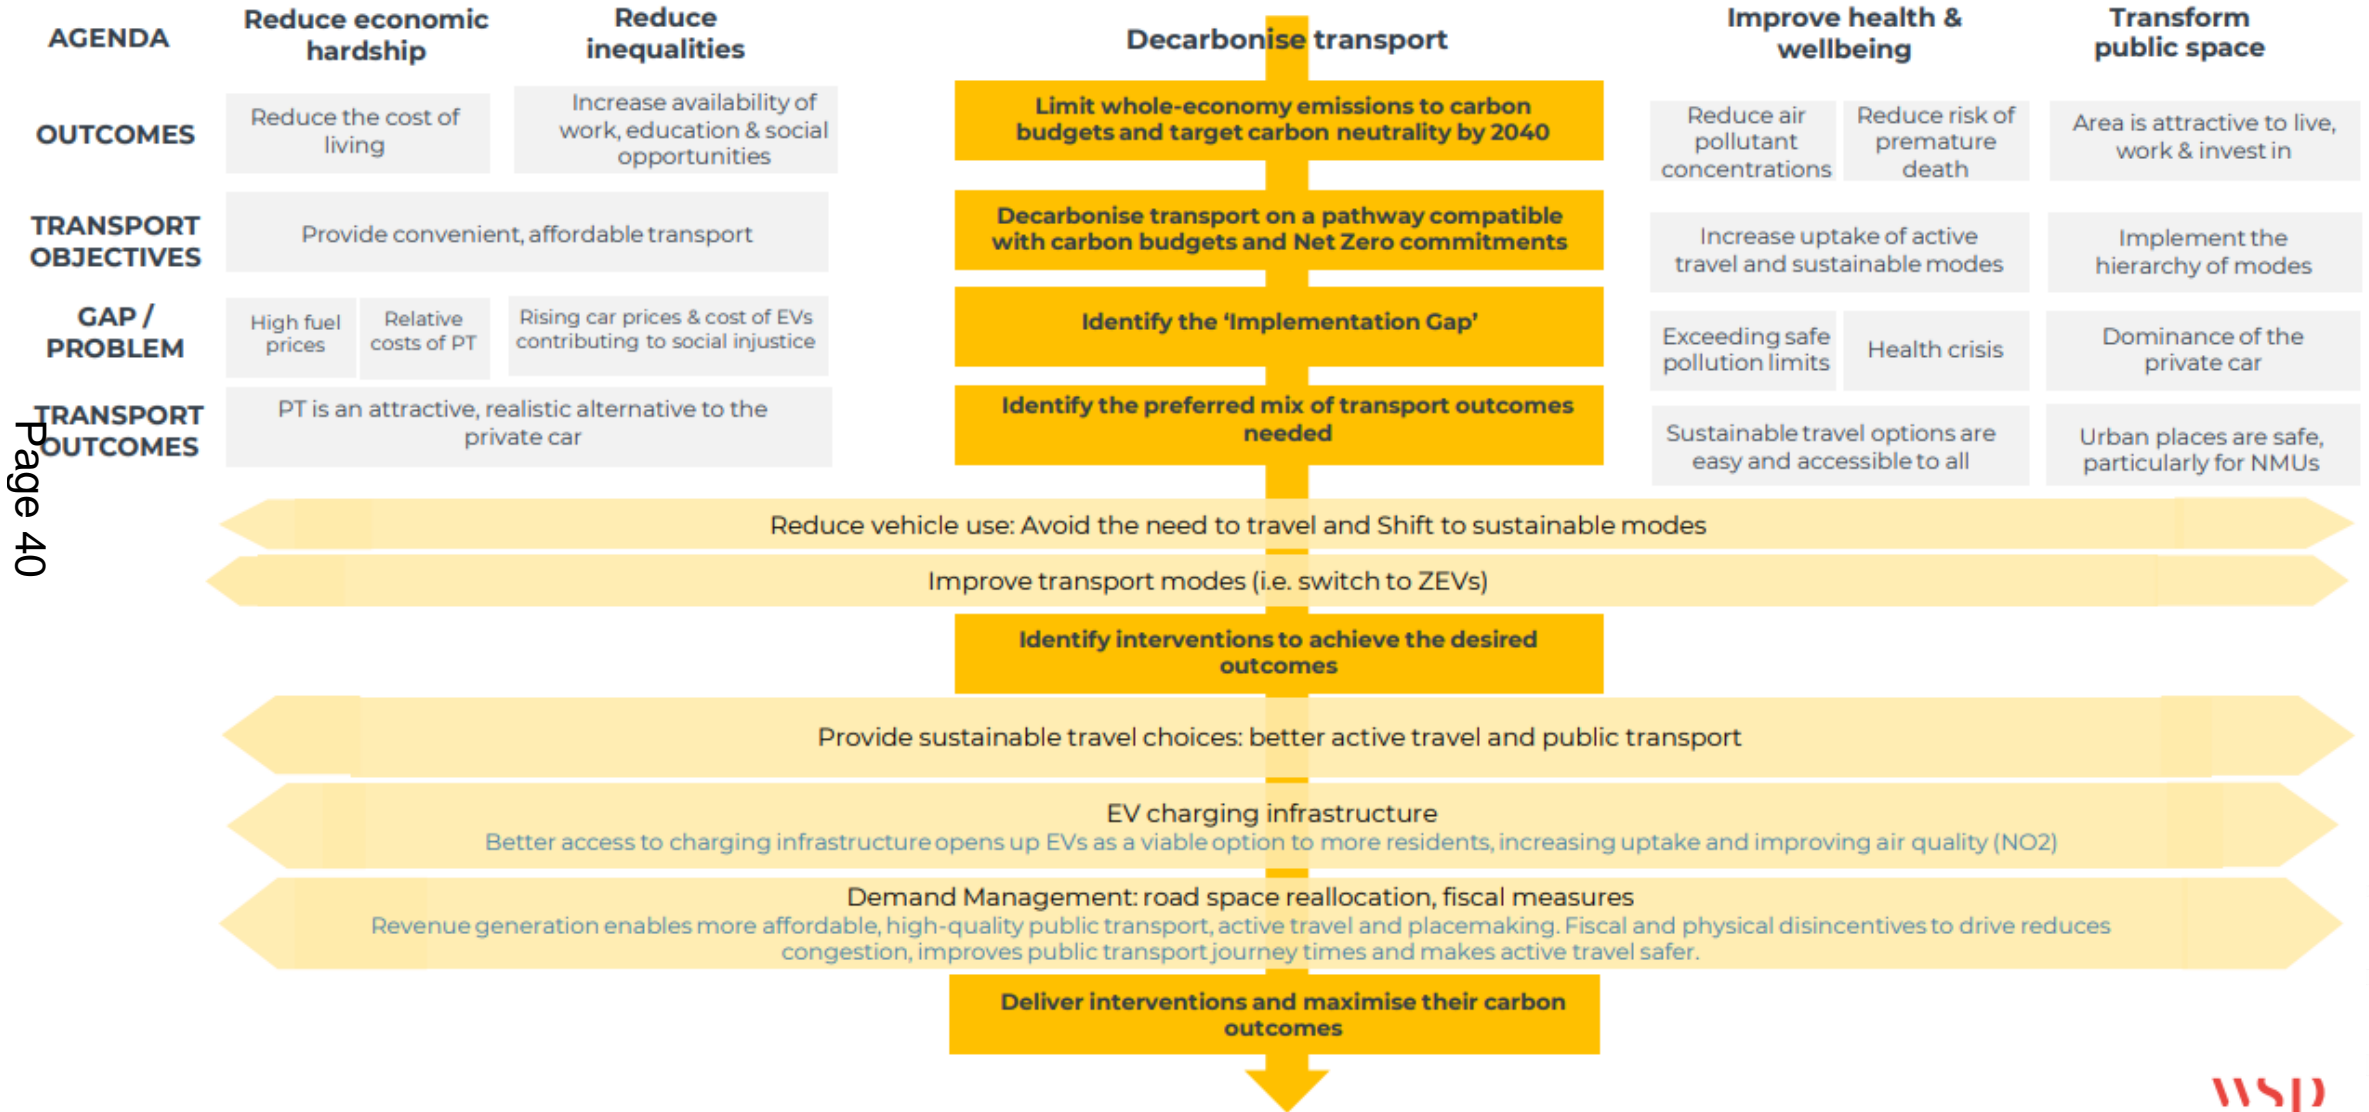 AGENDA
Reduce economic
hardship
Reduce
inequalities
Decarbonise transport
Improve health &
wellbeing
Transform
public space
OUTCOMES
Reduce the cost of
living
Increase availability of
work, education & social
opportunities
Limit whole-economy emissions to carbon
budgets and target carbon neutrality by 2040
Reduce air
pollutant
concentrations
Reduce risk of
premature
death
Area is attractive to live,
work & invest in
TRANSPORT
OBJECTIVES
Provide convenient, affordable transport
Decarbonise transport on a pathway compatible
with carbon budgets and Net Zero commitments
Increase uptake of active
travel and sustainable modes
Implement the
hierarchy of modes
GAP /
PROBLEM
High fuel
prices
Relative
costs of PT
Rising car prices & cost of EVs
contributing to social injustice
Identify the ‘Implementation Gap’
Exceeding safe
pollution limits
Health crisis
Dominance of the
private car
TRANSPORT
OUTCOMES
PT is an attractive, realistic alternative to the
private car
Identify the preferred mix of transport outcomes
needed
Sustainable travel options are
easy and accessible to all
Urban places are safe,
particularly for NMUs
Page 40
Reduce vehicle use: Avoid the need to travel and Shift to sustainable modes
Improve transport modes (i.e. switch to ZEVs)
Identify interventions to achieve the desired
outcomes
Provide sustainable travel choices: better active travel and public transport
EV charging infrastructure
Better access to charging infrastructure opens up EVs as a viable option to more residents, increasing uptake and improving air quality (NO2)
Demand Management: road space reallocation, fiscal measures
Revenue generation enables more affordable, high-quality public transport, active travel and placemaking. Fiscal and physical disincentives to drive reduces
congestion, improves public transport journey times and makes active travel safer.
Deliver interventions and maximise their carbon
outcomes
wsp